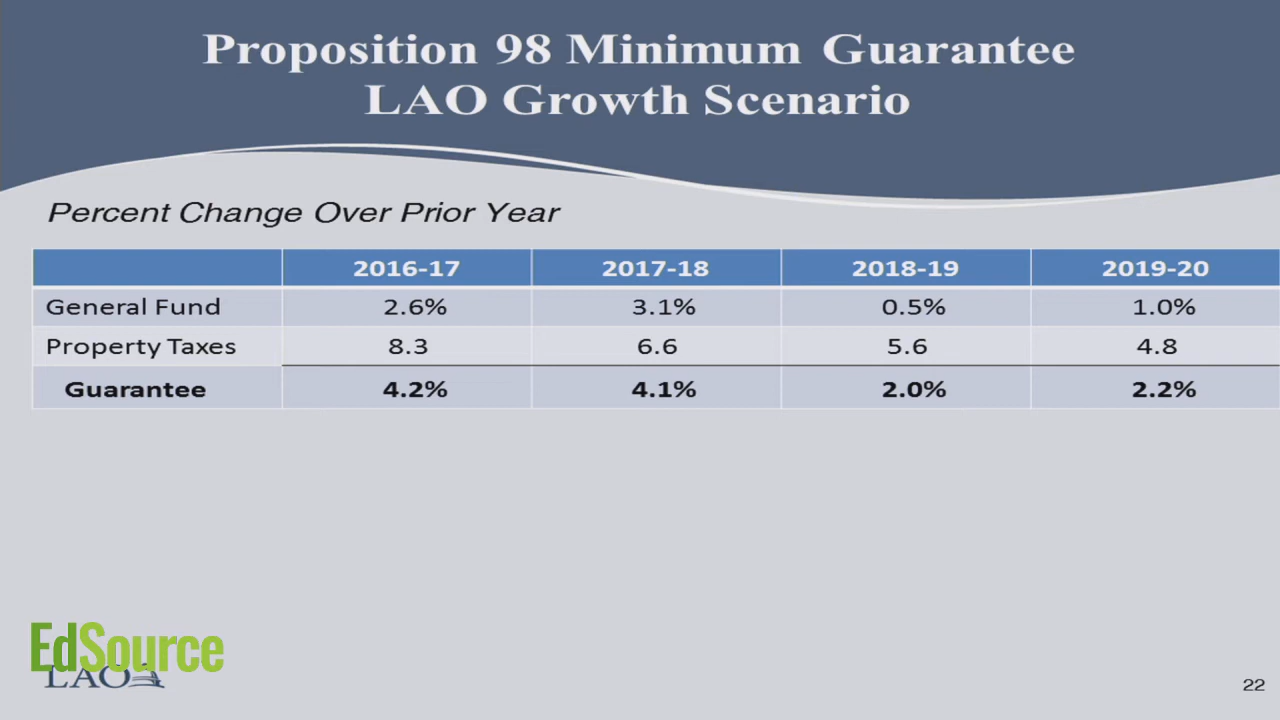 Proposition 98 Minimum Guarantee
LAO Growth Scenario
Percent Change Over Prior Year
2016-17 2017-18 2018-19 2019-20
General Fund 2.6% 3.1% 0.5% 1.0%
Property Taxes 8.3 6.6 5.6 4.8
Guarantee 4.2% 4.1% 2.0% 2.2%
EdSource
LAO
22